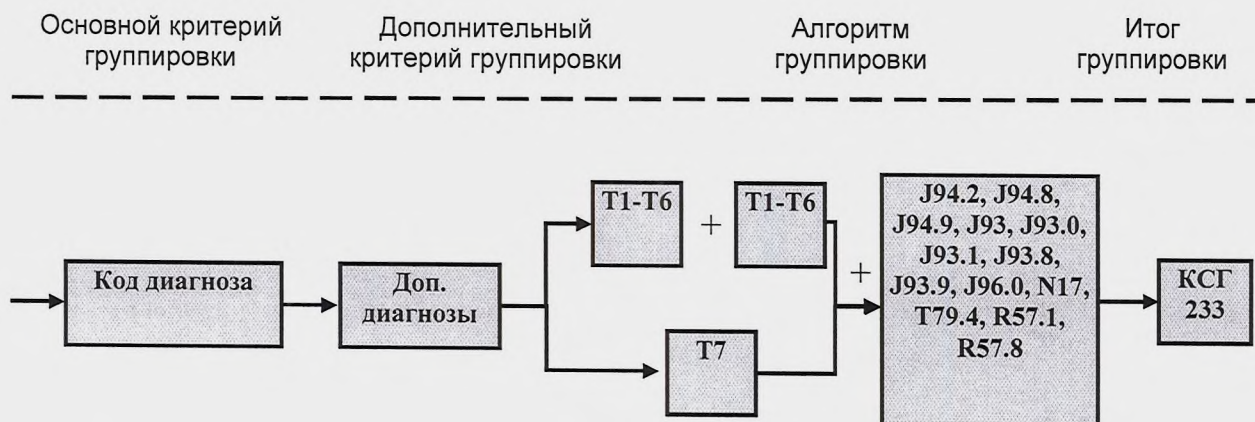 Основной критерий
группировки
Дополнительный
критерий группировки
Алгоритм
группировки
Итог
группировки
Код диагноза
Доп.
диагнозы
T1-T6
+
T1-T6
T7
+
J94.2, J94.8,
J94.9, J93, J93.0,
J93.1, J93.8,
J93.9, J96.0, N17,
T79.4, R57.1,
R57.8
КСГ
233